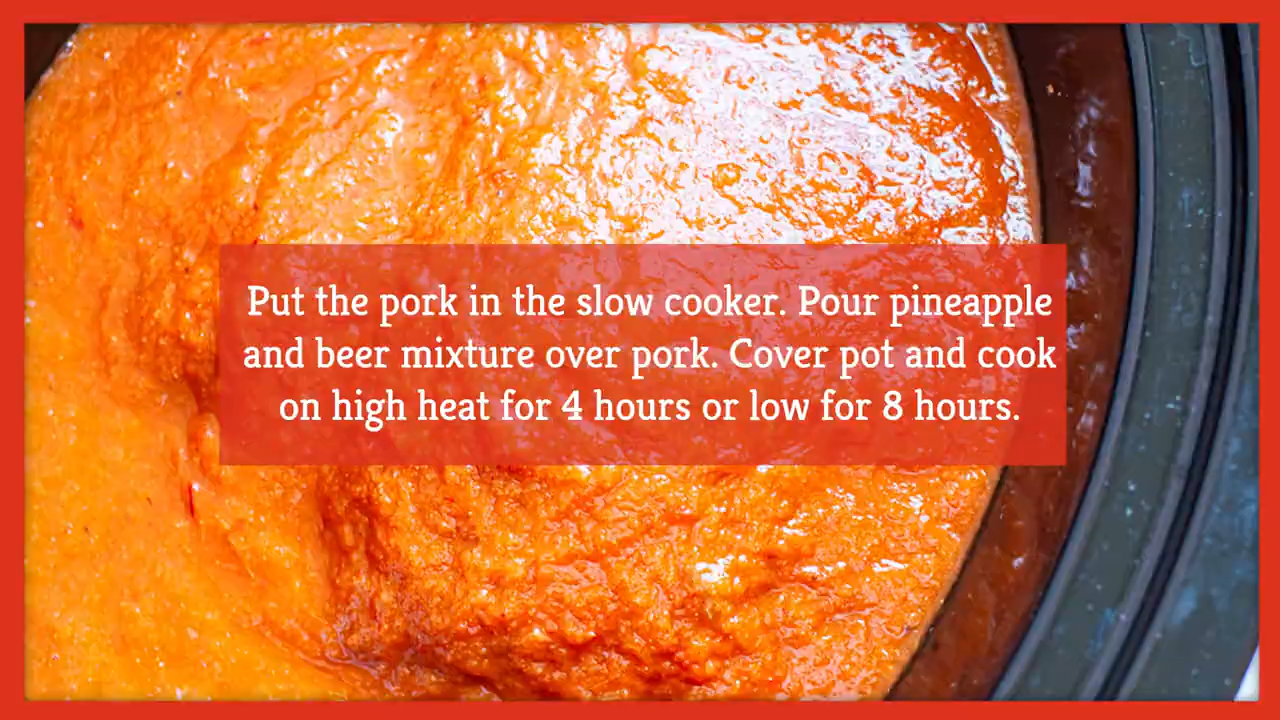 Put the pork in the slow cooker. Pour pineapple
and beer mixture over pork. Cover pot and cook
on high heat for 4 hours or low for 8 hours.